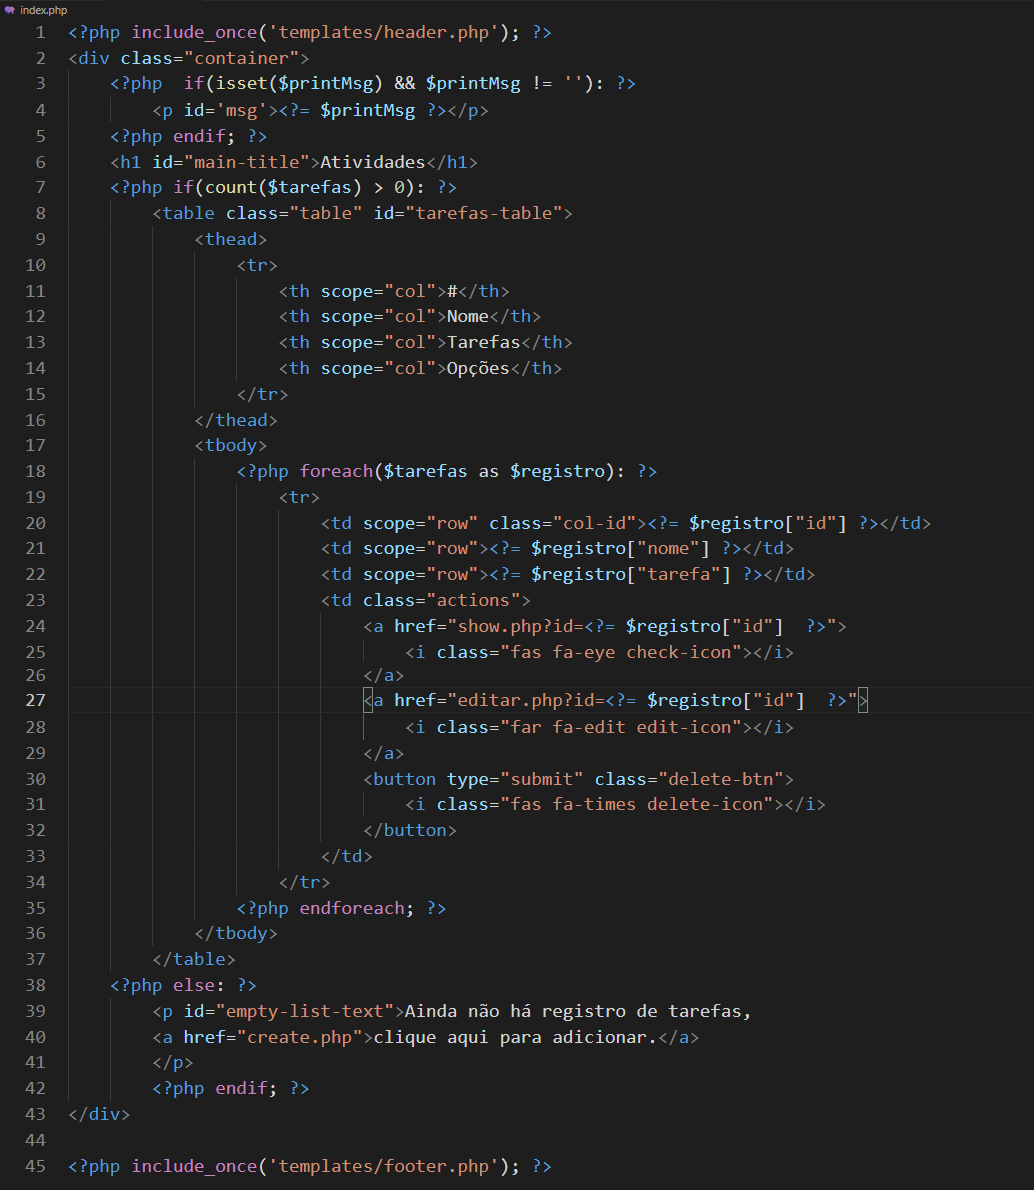 index.php
1 <?php include_once('templates/header.php'); ?>
2 <div class="container">
3     <?php  if(isset($printMsg) && $printMsg != ''): ?>
4         <p id='msg'><?= $printMsg ?></p>
5     <?php endif; ?>
6     <h1 id="main-title">Atividades</h1>
7     <?php if(count($tarefas) > 0): ?>
8         <table class="table" id="tarefas-table">
9             <thead>
10                 <tr>
11                     <th scope="col">#</th>
12                     <th scope="col">Nome</th>
13                     <th scope="col">Tarefas</th>
14                     <th scope="col">Opções</th>
15                 </tr>
16             </thead>
17             <tbody>
18                 <?php foreach($tarefas as $registro): ?>
19                     <tr>
20                         <td scope="row" class="col-id"><?= $registro["id"] ?></td>
21                         <td scope="row"><?= $registro["nome"] ?></td>
22                         <td scope="row"><?= $registro["tarefa"] ?></td>
23                         <td class="actions">
24                             <a href="show.php?id=<?= $registro["id"]  ?>">
25                                 <i class="fas fa-eye check-icon"></i>
26                             </a>
27                             <a href="editar.php?id=<?= $registro["id"]  ?>">
28                                 <i class="far fa-edit edit-icon"></i>
29                             </a>
30                             <button type="submit" class="delete-btn">
31                                 <i class="fas fa-times delete-icon"></i>
32                             </button>
33                         </td>
34                     </tr>
35                 <?php endforeach; ?>
36             </tbody>
37         </table>
38     <?php else: ?>
39         <p id="empty-list-text">Ainda não há registro de tarefas,
40         <a href="create.php">clique aqui para adicionar.</a>
41         </p>
42         <?php endif; ?>
43 </div>
44
45 <?php include_once('templates/footer.php'); ?>